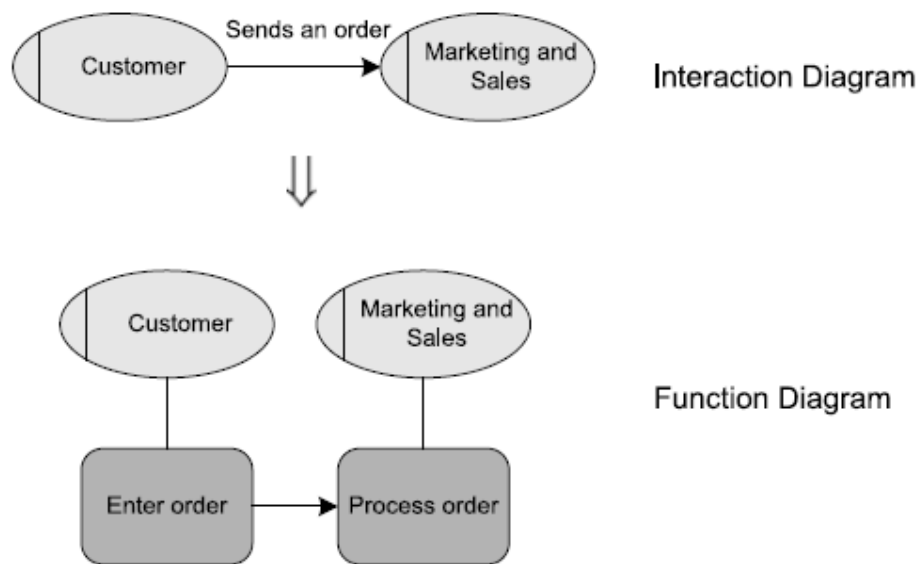 Sends an order
Customer
Marketing and
Sales
Interaction Diagram
Customer
Marketing and
Sales
Function Diagram
Enter order
Process order